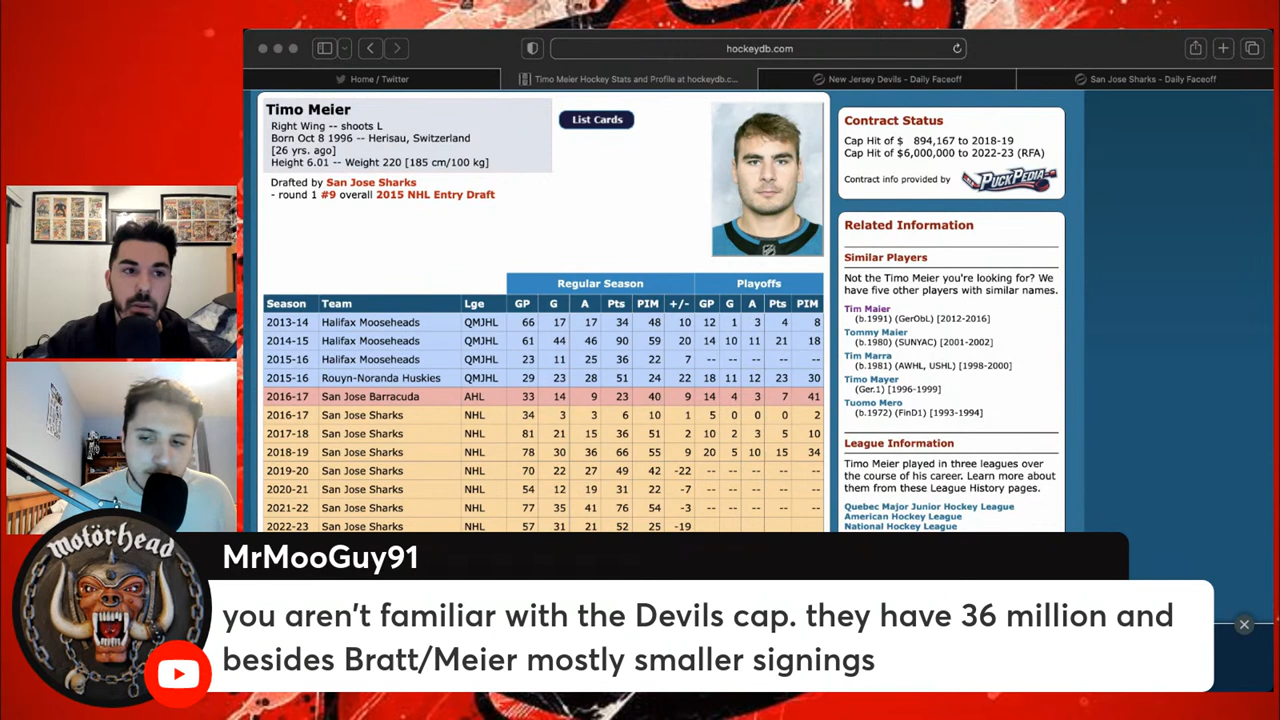 hockeydb.com
Home / Twitter
Timo Meier Hockey Stats and Profile at hockeydb.c...
New Jersey Devils - Daily Faceoff
San Jose Sharks - Daily Faceoff
Timo Meier
Right Wing -- shoots L
Born Oct 8 1996 -- Herisau, Switzerland
[26 yrs. ago]
Height 6.01 -- Weight 220 [185 cm/100 kg]
Drafted by San Jose Sharks
- round 1 #9 overall 2015 NHL Entry Draft
List Cards
Contract Status
Cap Hit of $ 894,167 to 2018-19
Cap Hit of $6,000,000 to 2022-23 (RFA)
Contract info provided by PUCKPEDIA
Related Information
Similar Players
Not the Timo Meier you're looking for? We
have five other players with similar names.
Tim Maier
(b.1991) (GerObL) [2012-2016]
Tommy Maier
(b.1980) (SUNYAC) [2001-2002]
Tim Marra
(b.1981) (AWHL, USHL) [1998-2000]
Timo Mayer
(Ger.1) [1996-1999]
Tuomo Mero
(b.1972) (FinD1) [1993-1994]
League Information
Timo Meier played in three leagues over
the course of his career. Learn more about
them from these League History pages.
Quebec Major Junior Hockey League
American Hockey League
National Hockey League
Regular Season Playoffs
Season Team Lge GP G A Pts PIM +/- GP G A Pts PIM
2013-14 Halifax Mooseheads QMJHL 66 17 17 34 48 10 12 1 3 4 8
2014-15 Halifax Mooseheads QMJHL 61 44 46 90 59 20 14 10 11 21 18
2015-16 Halifax Mooseheads QMJHL 23 11 25 36 22 7 -- -- -- -- --
2015-16 Rouyn-Noranda Huskies QMJHL 29 23 28 51 24 22 18 11 12 23 30
2016-17 San Jose Barracuda AHL 33 14 9 23 40 9 14 4 3 7 41
2016-17 San Jose Sharks NHL 34 3 3 6 10 1 5 0 0 0 2
2017-18 San Jose Sharks NHL 81 21 15 36 51 2 10 2 3 5 10
2018-19 San Jose Sharks NHL 78 30 36 66 55 9 20 5 10 15 34
2019-20 San Jose Sharks NHL 70 22 27 49 42 -22 -- -- -- -- --
2020-21 San Jose Sharks NHL 54 12 19 31 22 -7 -- -- -- -- --
2021-22 San Jose Sharks NHL 77 35 41 76 54 -3 -- -- -- -- --
2022-23 San Jose Sharks NHL 57 31 21 52 25 -19
motörhead
MrMooGuy91
you aren't familiar with the Devils cap. they have 36 million and
besides Bratt/Meier mostly smaller signings